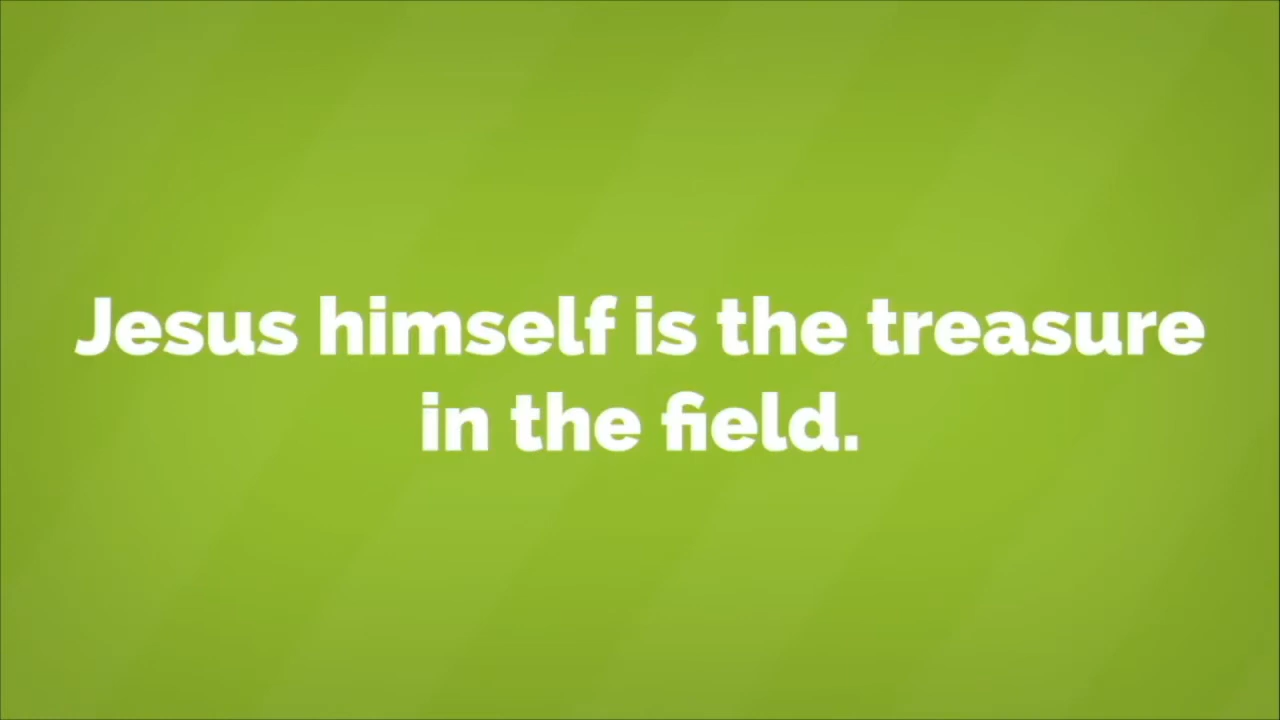 Jesus himself is the treasure
in the field.